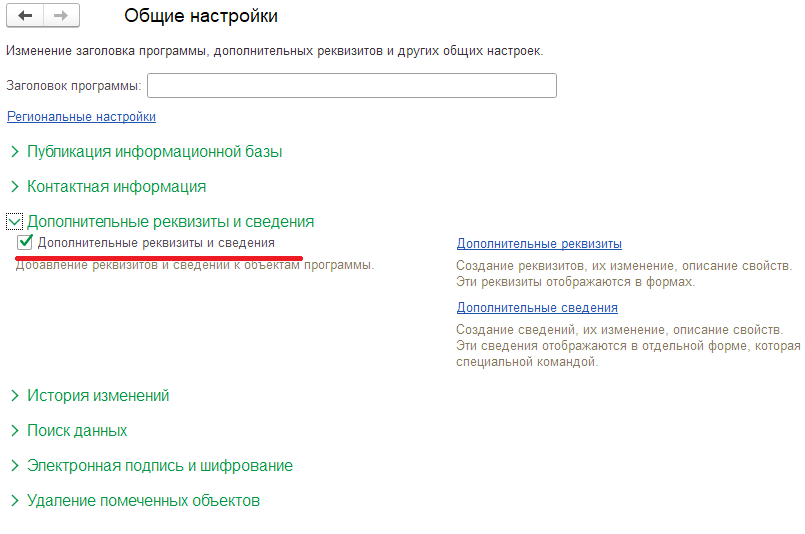 Общие настройки
Изменение заголовка программы, дополнительных реквизитов и других общих настроек.
Заголовок программы:
Региональные настройки
Публикация информационной базы
Контактная информация
Дополнительные реквизиты и сведения
Дополнительные реквизиты и сведения
Добавление реквизитов и сведений к объектам программы.
Дополнительные реквизиты
Создание реквизитов, их изменение, описание свойств.
Эти реквизиты отображаются в формах.
Дополнительные сведения
Создание сведений, их изменение, описание свойств.
Эти сведения отображаются в отдельной форме, которая
специальной командой.
История изменений
Поиск данных
Электронная подпись и шифрование
Удаление помеченных объектов